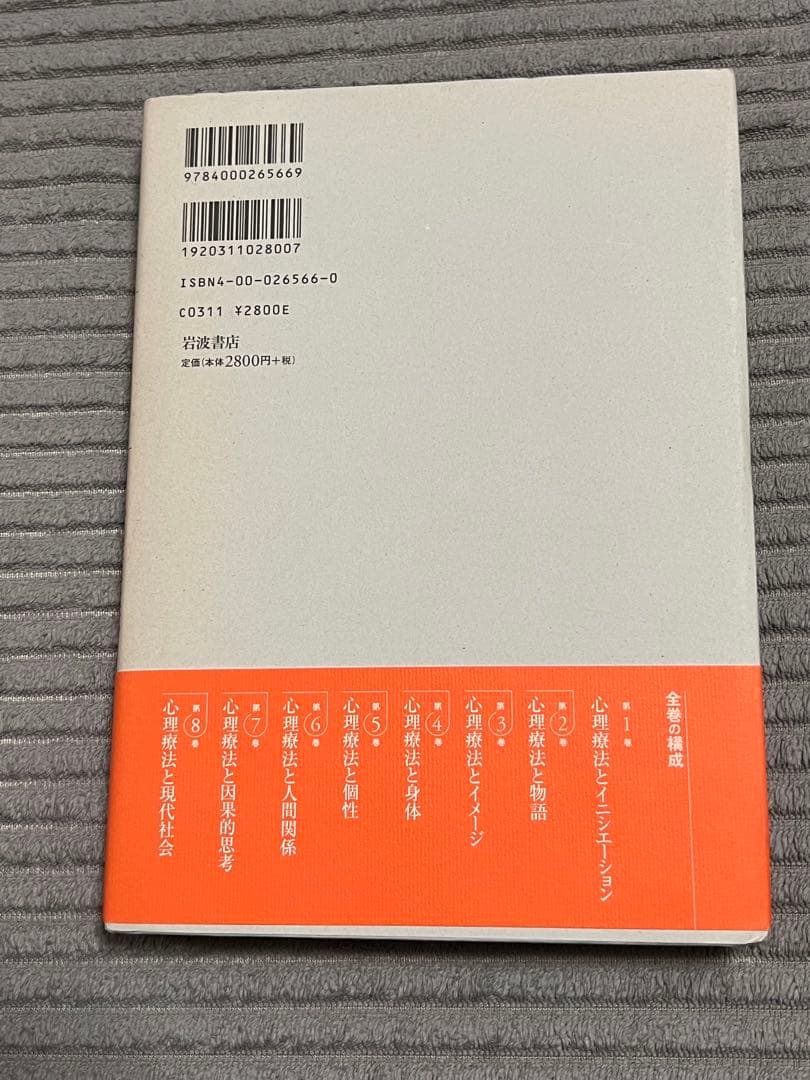 9784000265669
1920311028007
ISBN4-00-026566-0
C0311 ¥2800E
岩波書店
定価(本体2800円+税)
全巻の構成
第1巻
心理療法とイニシエーション
第2巻
心理療法と物語
第3巻
心理療法とイメージ
第4巻
心理療法と身体
第5巻
心理療法と個性
第6巻
心理療法と人間関係
第7巻
心理療法と因果的思考
第8巻
心理療法と現代社会